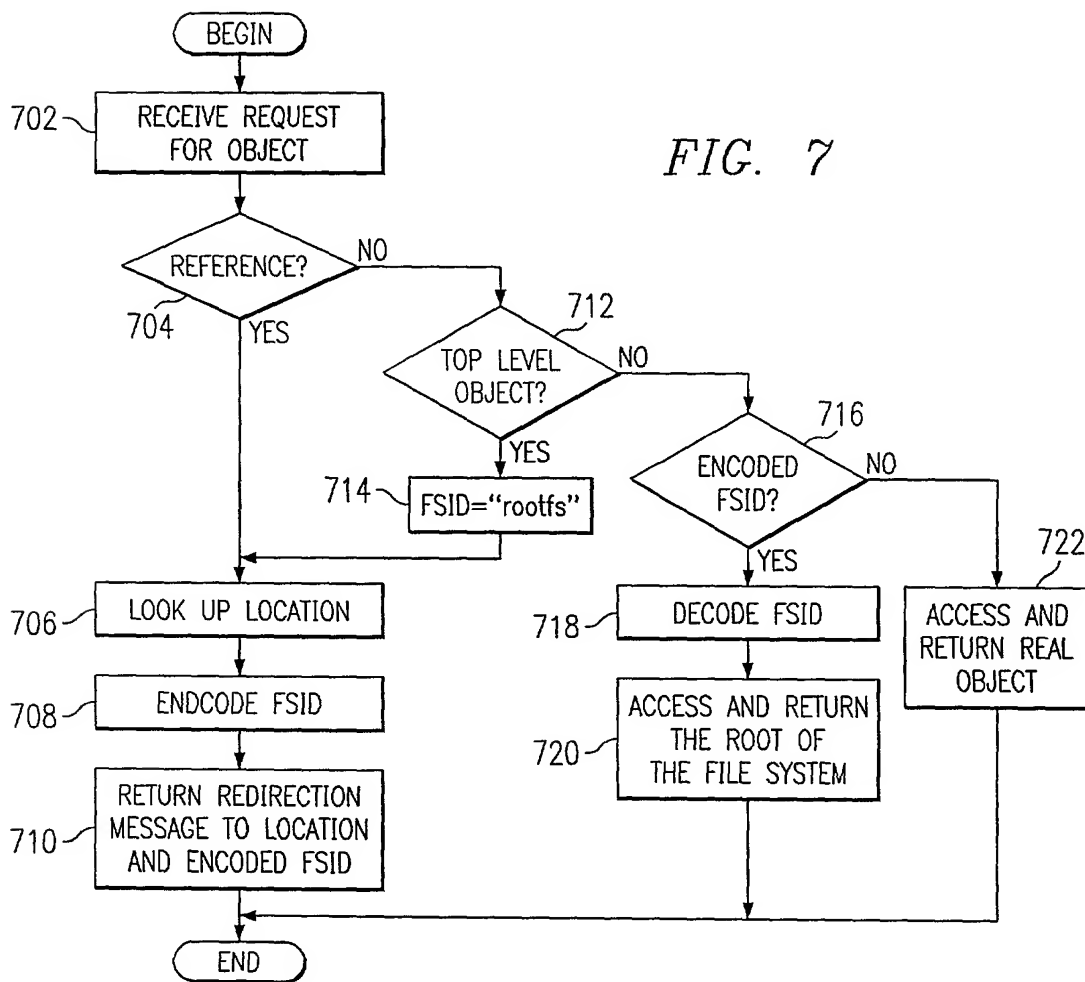 BEGIN
702
RECEIVE REQUEST
FOR OBJECT
FIG. 7
REFERENCE?
NO
704
YES
712
TOP LEVEL
OBJECT?
NO
YES
716
ENCODED
FSID?
NO
YES
714
FSID="rootfs"
722
706
LOOK UP LOCATION
718
DECODE FSID
ACCESS AND
RETURN REAL
OBJECT
708
ENDCODE FSID
720
ACCESS AND RETURN
THE ROOT OF
THE FILE SYSTEM
710
RETURN REDIRECTION
MESSAGE TO LOCATION
AND ENCODED FSID
END